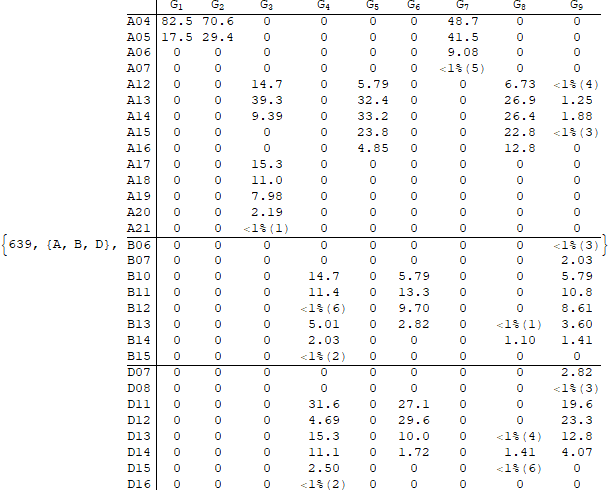 G1 G2 G3 G4 G5 G6 G7 G8 G9
A04 82.5 70.6 0 0 0 0 48.7 0 0
A05 17.5 29.4 0 0 0 0 41.5 0 0
A06 0 0 0 0 0 0 9.08 0 0
A07 0 0 0 0 0 0 <1%(5) 0 0
A12 0 0 14.7 0 5.79 0 0 6.73 <1%(4)
A13 0 0 39.3 0 32.4 0 0 26.9 1.25
A14 0 0 9.39 0 33.2 0 0 26.4 1.88
A15 0 0 0 0 23.8 0 0 22.8 <1%(3)
A16 0 0 0 0 4.85 0 0 12.8 0
A17 0 0 15.3 0 0 0 0 0 0
A18 0 0 11.0 0 0 0 0 0 0
A19 0 0 7.98 0 0 0 0 0 0
A20 0 0 2.19 0 0 0 0 0 0
A21 0 0 <1%(1) 0 0 0 0 0 0
{639, {A, B, D}, B06 0 0 0 0 0 0 0 0 <1%(3) }
B07 0 0 0 0 0 0 0 0 2.03
B10 0 0 0 14.7 0 5.79 0 0 5.79
B11 0 0 0 11.4 0 13.3 0 0 10.8
B12 0 0 0 <1%(6) 0 9.70 0 0 8.61
B13 0 0 0 5.01 0 2.82 0 <1%(1) 3.60
B14 0 0 0 2.03 0 0 0 1.10 1.41
B15 0 0 0 <1%(2) 0 0 0 0 0
D07 0 0 0 0 0 0 0 0 2.82
D08 0 0 0 0 0 0 0 0 <1%(3)
D11 0 0 0 31.6 0 27.1 0 0 19.6
D12 0 0 0 4.69 0 29.6 0 0 23.3
D13 0 0 0 15.3 0 10.0 0 <1%(4) 12.8
D14 0 0 0 11.1 0 1.72 0 1.41 4.07
D15 0 0 0 2.50 0 0 0 <1%(6) 0
D16 0 0 0 <1%(2) 0 0 0 0 0